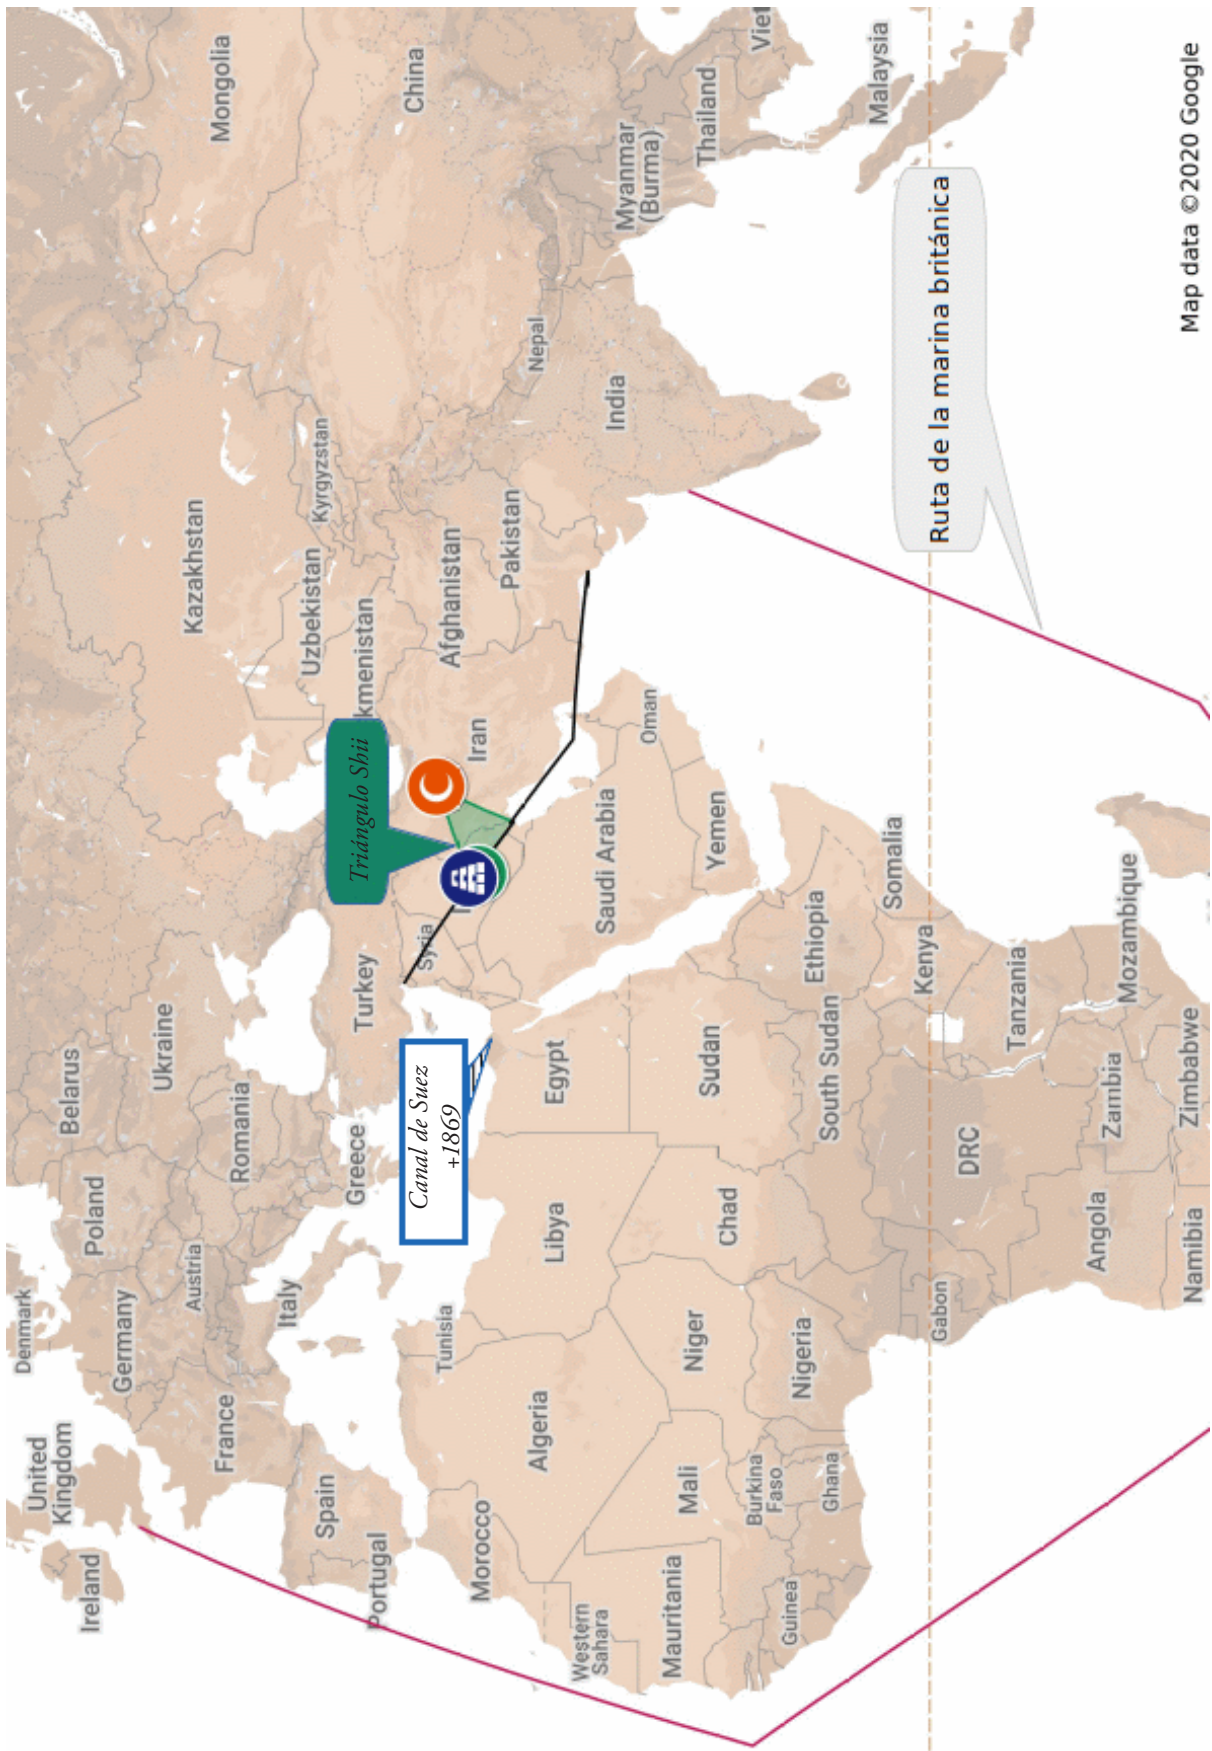 Denmark
United
Kingdom
Ireland
Poland
Belarus
Germany
Ukraine
Kazakhstan
Mongolia
Austria
France
Romania
Italy
Spain
Portugal
Greece
Turkey
Uzbekistan
Kyrgyzstan
kmenistan
China
Triángulo Shii
Canal de Suez
+1869
Tunisia
Syria
Iran
Afghanistan
Pakistan
Nepal
Morocco
Algeria
Libya
Egypt
India
Myanmar
(Burma)
Western
Sahara
Saudi Arabia
Oman
Mauritania
Mali
Niger
Chad
Sudan
Yemen
Thailand
Viet
Burkina
Faso
Guinea
Ghana
Nigeria
South Sudan
Ethiopia
Somalia
Malaysia
Gabon
DRC
Kenya
Ruta de la marina británica
Tanzania
Angola
Zambia
Mozambique
Namibia
Zimbabwe
Map data ©2020 Google